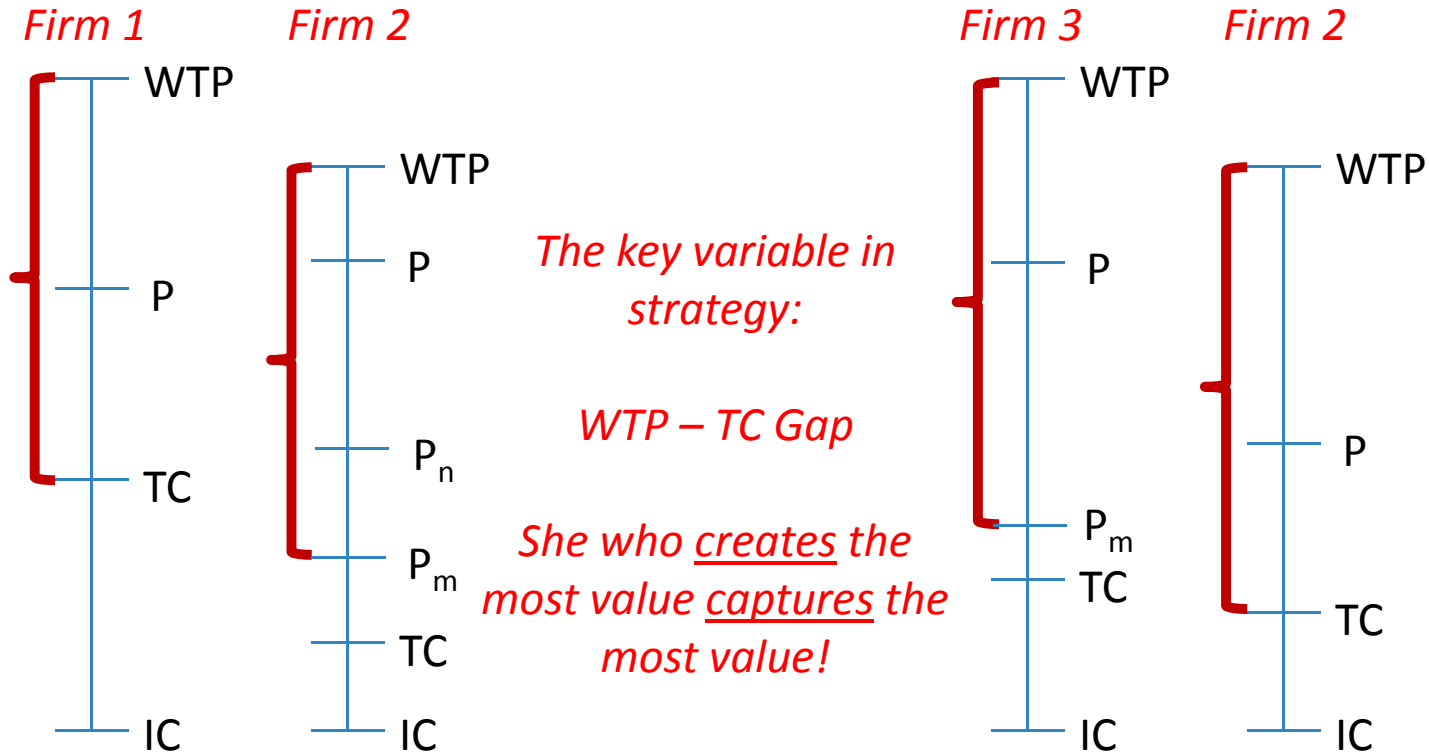 Firm 1
WTP
P
TC
IC
Firm 2
WTP
P
Pₙ
Pₘ
TC
IC
The key variable in
strategy:
WTP – TC Gap
She who creates the
most value captures the
most value!
Firm 3
WTP
P
Pₘ
TC
IC
Firm 2
WTP
P
TC
IC